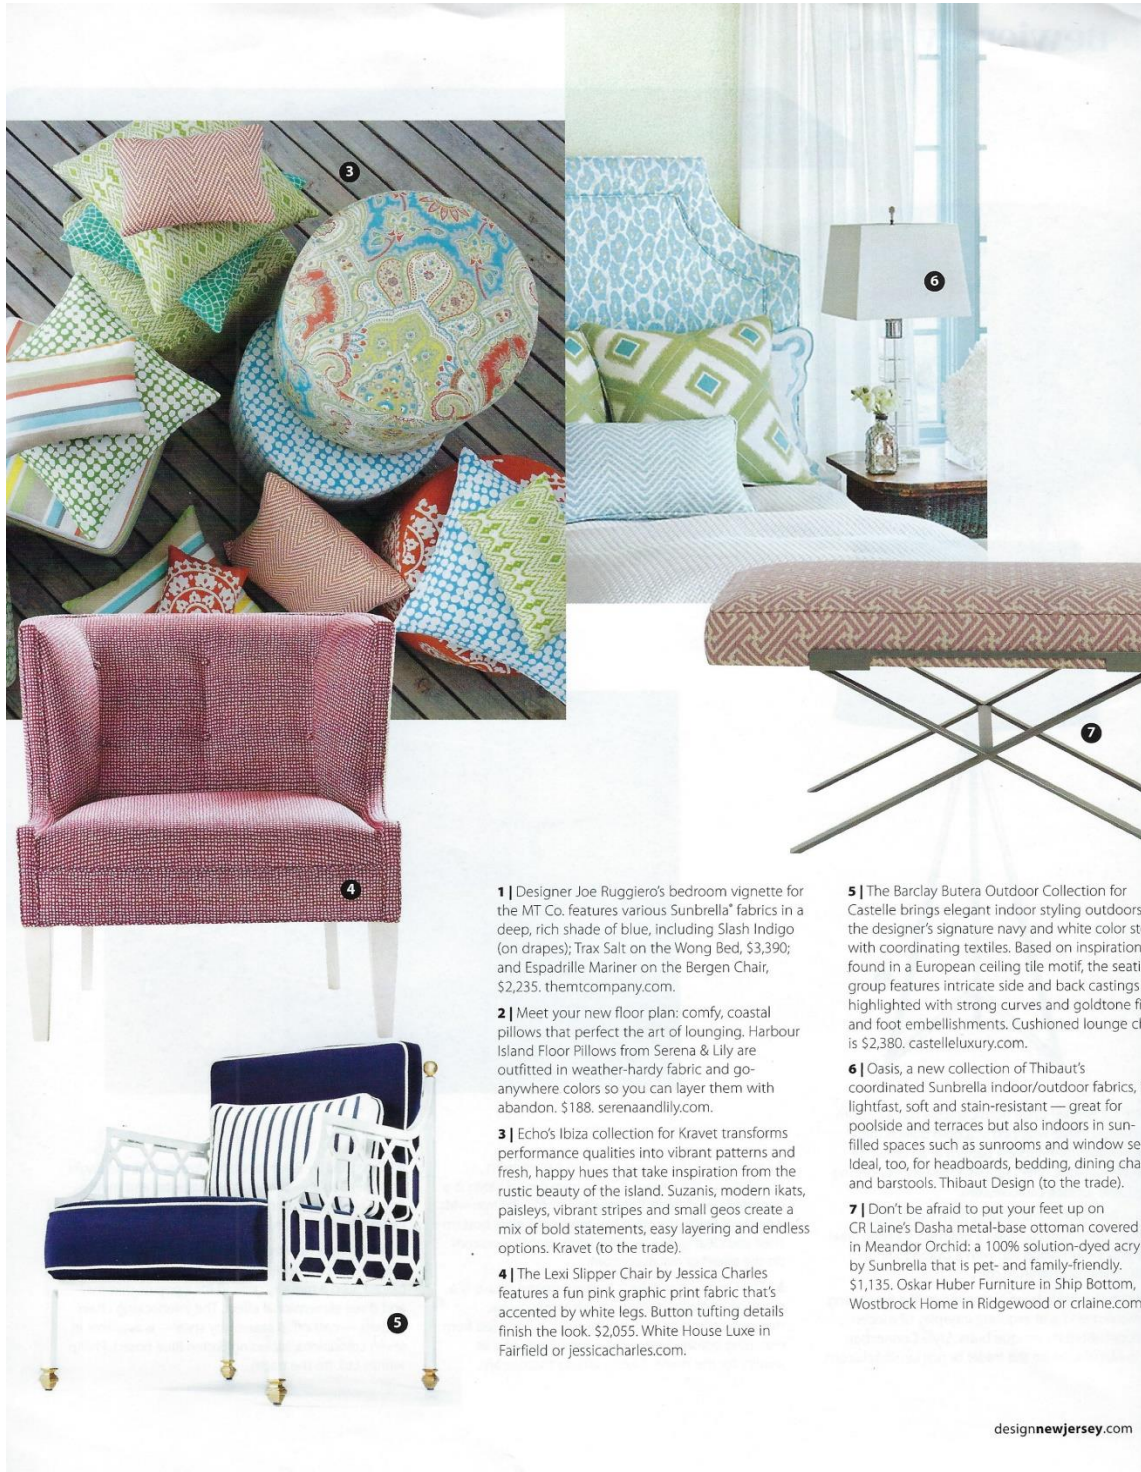 3
6
7
4
5
1 | Designer Joe Ruggiero's bedroom vignette for
the MT Co. features various Sunbrella® fabrics in a
deep, rich shade of blue, including Slash Indigo
(on drapes); Trax Salt on the Wong Bed, $3,390;
and Espadrille Mariner on the Bergen Chair,
$2,235. themtcompany.com.
2 | Meet your new floor plan: comfy, coastal
pillows that perfect the art of lounging. Harbour
Island Floor Pillows from Serena & Lily are
outfitted in weather-hardy fabric and go-
anywhere colors so you can layer them with
abandon. $188. serenaandlily.com.
3 | Echo's Ibiza collection for Kravet transforms
performance qualities into vibrant patterns and
fresh, happy hues that take inspiration from the
rustic beauty of the island. Suzanis, modern ikats,
paisleys, vibrant stripes and small geos create a
mix of bold statements, easy layering and endless
options. Kravet (to the trade).
4 | The Lexi Slipper Chair by Jessica Charles
features a fun pink graphic print fabric that's
accented by white legs. Button tufting details
finish the look. $2,055. White House Luxe in
Fairfield or jessicacharles.com.
5 | The Barclay Butera Outdoor Collection for
Castelle brings elegant indoor styling outdoors
the designer's signature navy and white color
with coordinating textiles. Based on inspiration
found in a European ceiling tile motif, the
group features intricate side and back castings
highlighted with strong curves and goldtone
and foot embellishments. Cushioned lounge
is $2,380. castelleluxury.com.
6 | Oasis, a new collection of Thibaut's
coordinated Sunbrella indoor/outdoor fabrics,
lightfast, soft and stain-resistant — great for
poolside and terraces but also indoors in sun-
filled spaces such as sunrooms and window
Ideal, too, for headboards, bedding, dining
and barstools. Thibaut Design (to the trade).
7 | Don't be afraid to put your feet up on
CR Laine's Dasha metal-base ottoman covered
in Meandor Orchid: a 100% solution-dyed
by Sunbrella that is pet- and family-friendly.
$1,135. Oskar Huber Furniture in Ship Bottom,
Wostbrock Home in Ridgewood or crlaine.com
designnewjersey.com